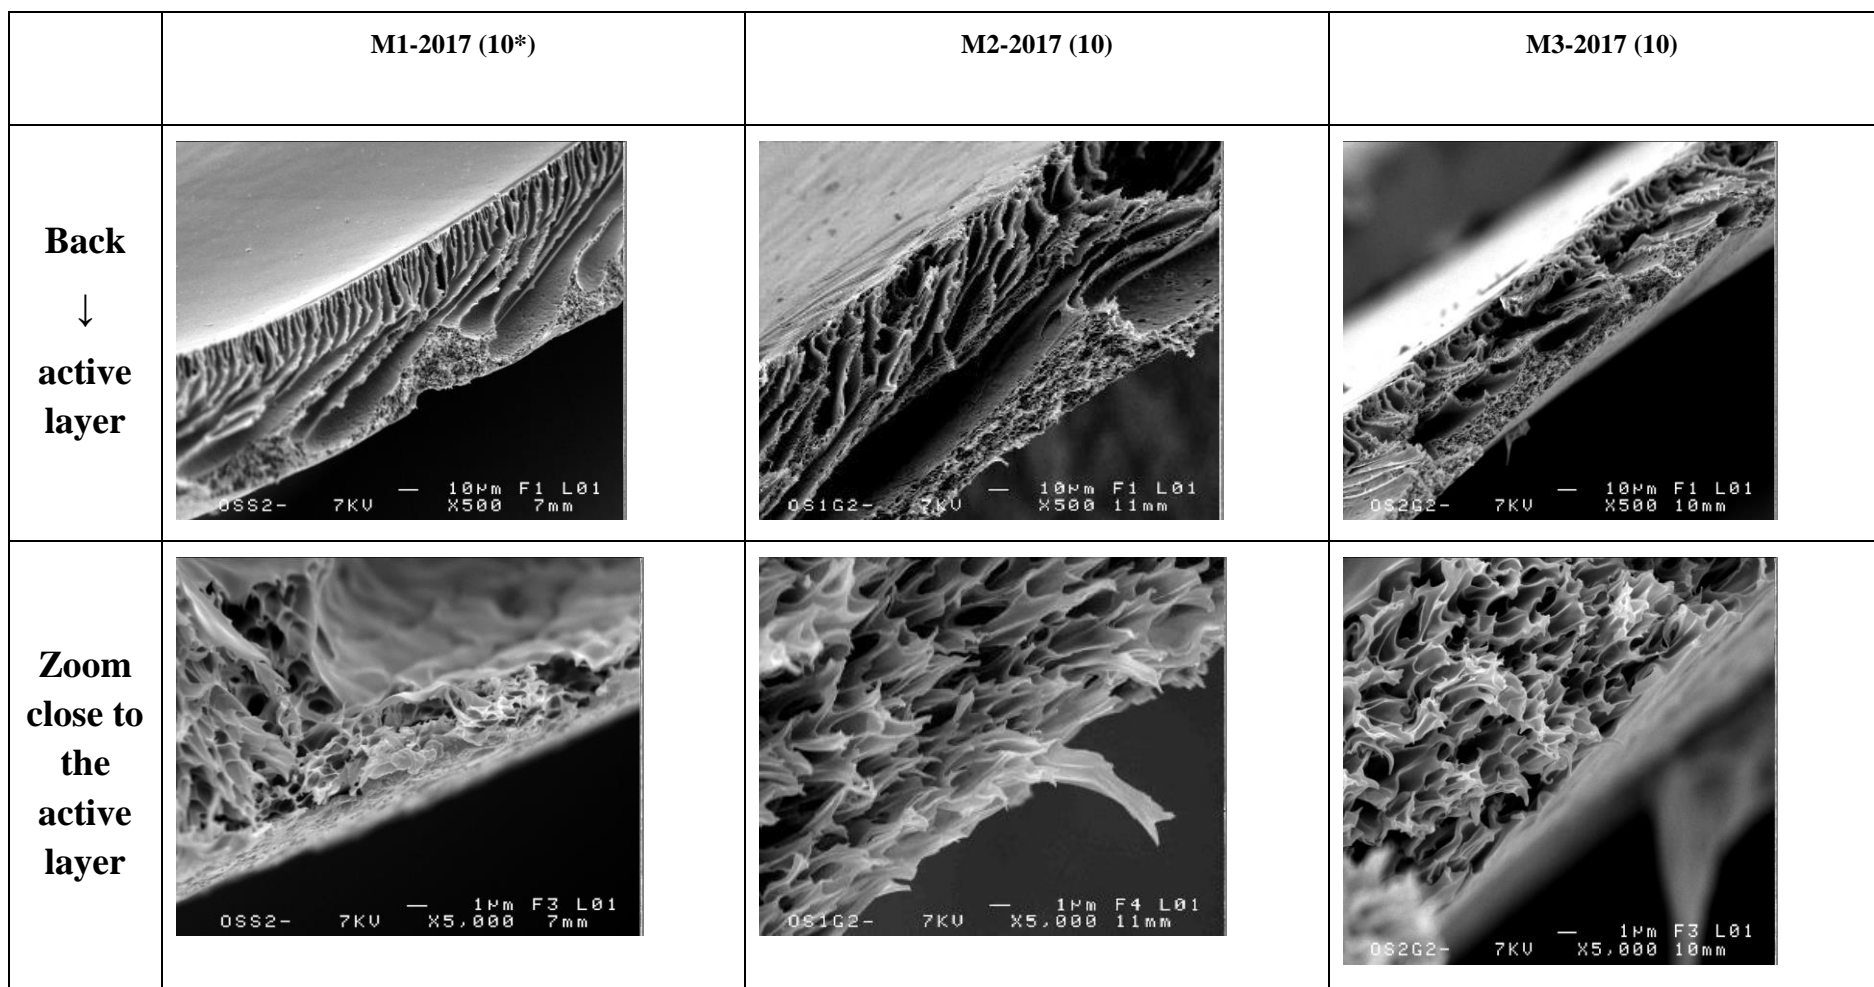 M1-2017 (10*)
M2-2017 (10)
M3-2017 (10)
Back
↓
active
layer
10µm F1 L01
OSS2- 7KV X500 7mm
10µm F1 L01
OS1G2- 7KV X500 11mm
10µm F1 L01
OS2G2- 7KV X500 10mm
Zoom
close to
the
active
layer
1µm F3 L01
OSS2- 7KV X5,000 7mm
1µm F4 L01
OS1G2- 7KV X5,000 11mm
1µm F3 L01
OS2G2- 7KV X5,000 10mm